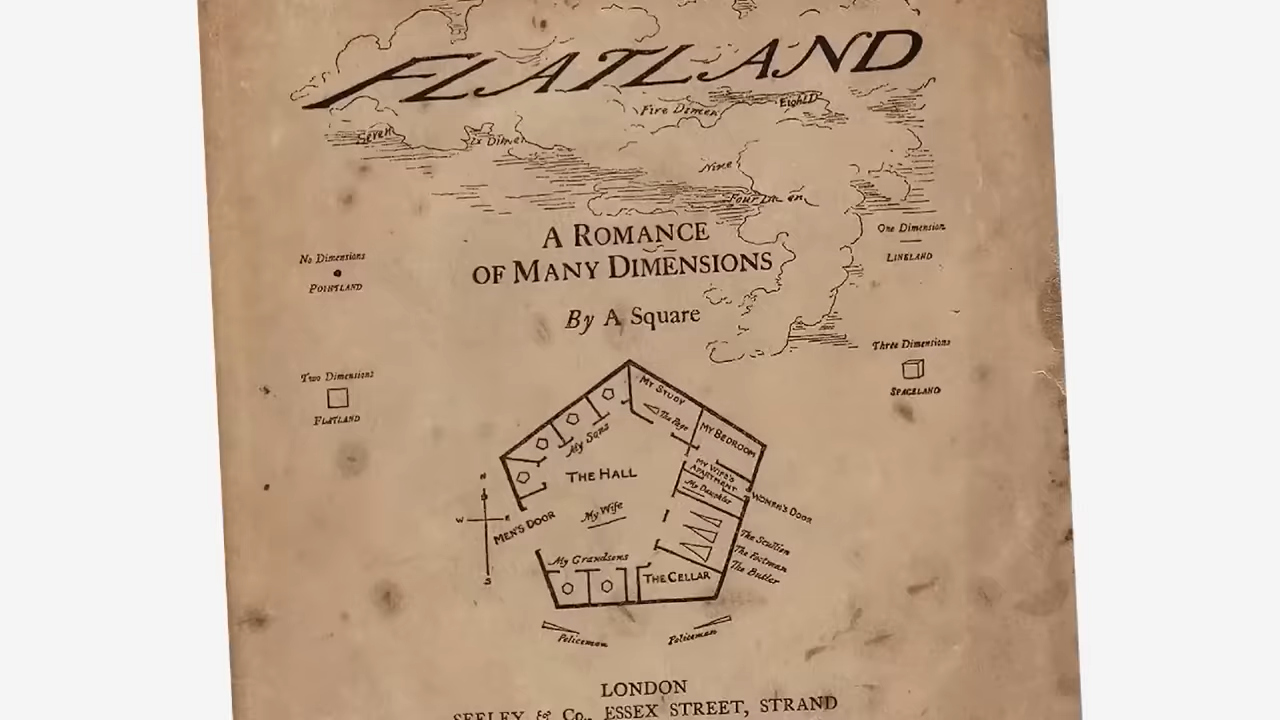 FLATLAND
Five Dimen
Eight D
Seven
ix Dimen
Nine
Four Dimen
A ROMANCE
OF MANY DIMENSIONS
One Dimension
LINELAND
No Dimensions
POINTLAND
By A Square
Three Dimensions
SPACELAND
Two Dimensions
FLATLAND
MY STUDY
The Page
MY BEDROOM
My Sons
THE HALL
MY WIFE'S
APARTMENT
My Daughter
WOMEN'S DOOR
N
W E
S
MEN'S DOOR
My Wife
The Scullion
The Footman
The Butler
My Grandsons
THE CELLAR
Policeman
Policeman
LONDON
SEELEY & Co., ESSEX STREET, STRAND